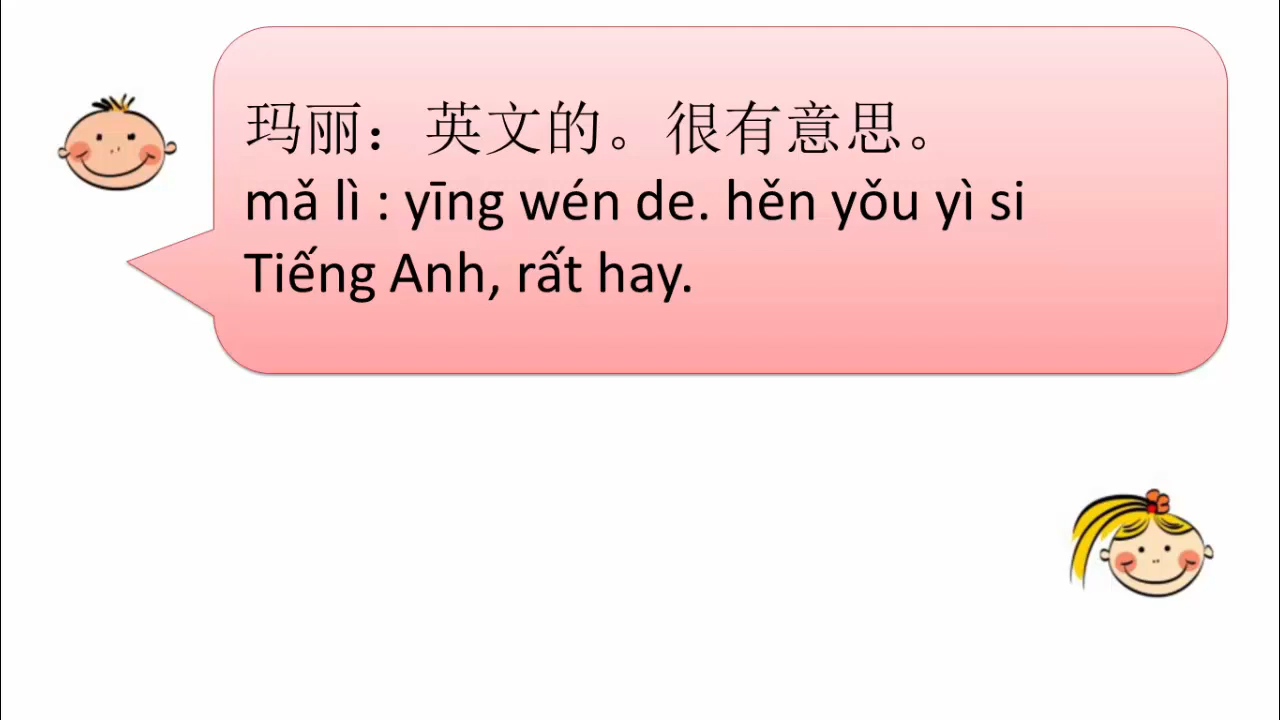 玛丽：英文的。很有意思。
mǎ lì : yīng wén de. hěn yǒu yì si
Tiếng Anh, rất hay.